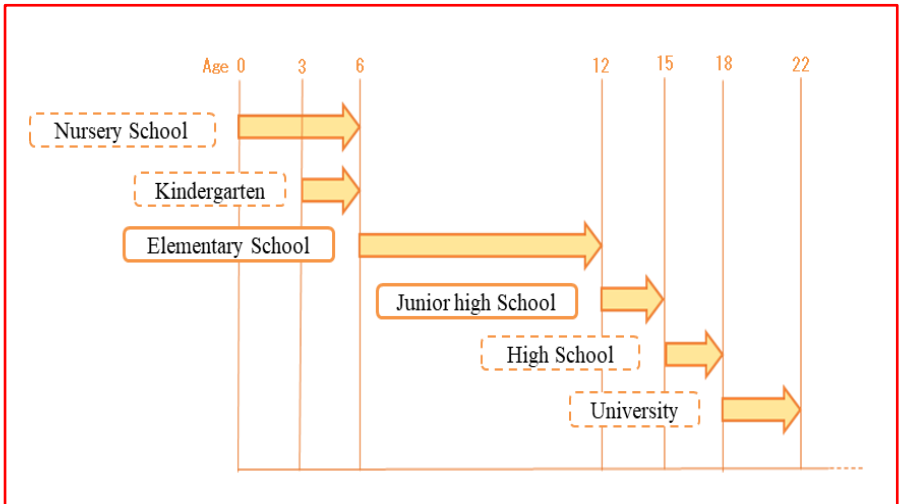 Age 0 3 6 12 15 18 22
Nursery School
Kindergarten
Elementary School
Junior high School
High School
University